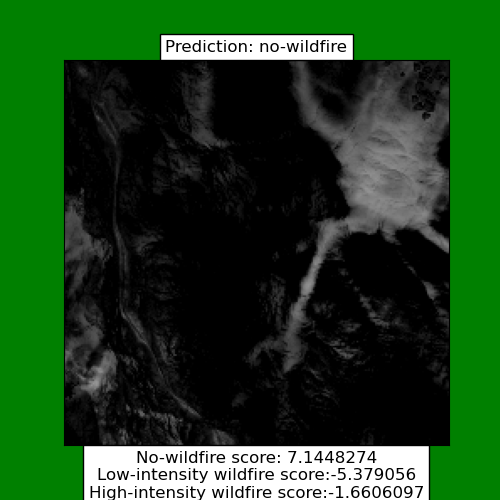 Prediction: no-wildfire
No-wildfire score: 7.1448274
Low-intensity wildfire score:-5.379056
High-intensity wildfire score:-1.6606097